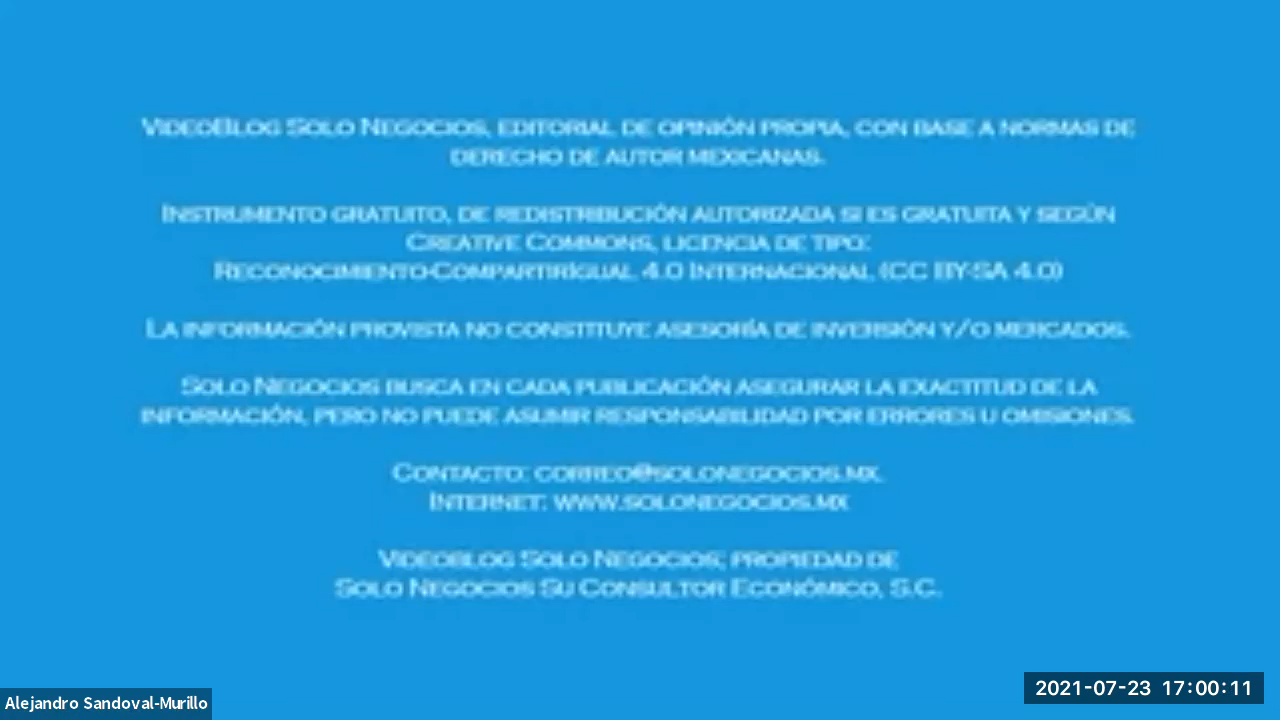 VideoBlog Solo Negocios, editorial de opinión propia, con base a normas de
derecho de autor mexicanas.
Instrumento gratuito, de redistribución autorizada si es gratuita y según
Creative Commons, licencia de tipo:
Reconocimiento-CompartirIgual 4.0 Internacional (CC BY-SA 4.0)
La información provista no constituye asesoría de inversión y/o mercados.
Solo Negocios busca en cada publicación asegurar la exactitud de la
información, pero no puede asumir responsabilidad por errores u omisiones.
Contacto: correo@solonegocios.mx.
Internet: www.solonegocios.mx
Videoblog Solo Negocios; propiedad de
Solo Negocios Su Consultor Económico, S.C.
Alejandro Sandoval-Murillo
2021-07-23 17:00:11